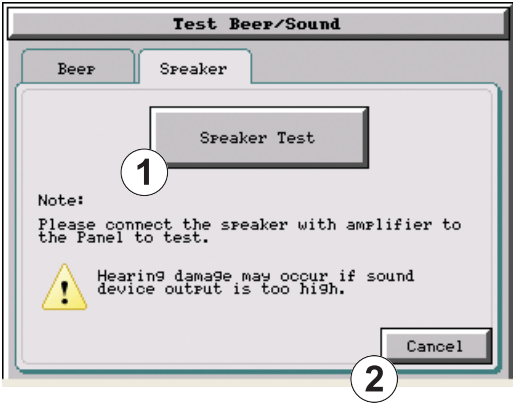 Test Beep/Sound
Beep
Speaker
Speaker Test
1
Note:
Please connect the speaker with amplifier to
the Panel to test.
Hearing damage may occur if sound
device output is too high.
!
Cancel
2